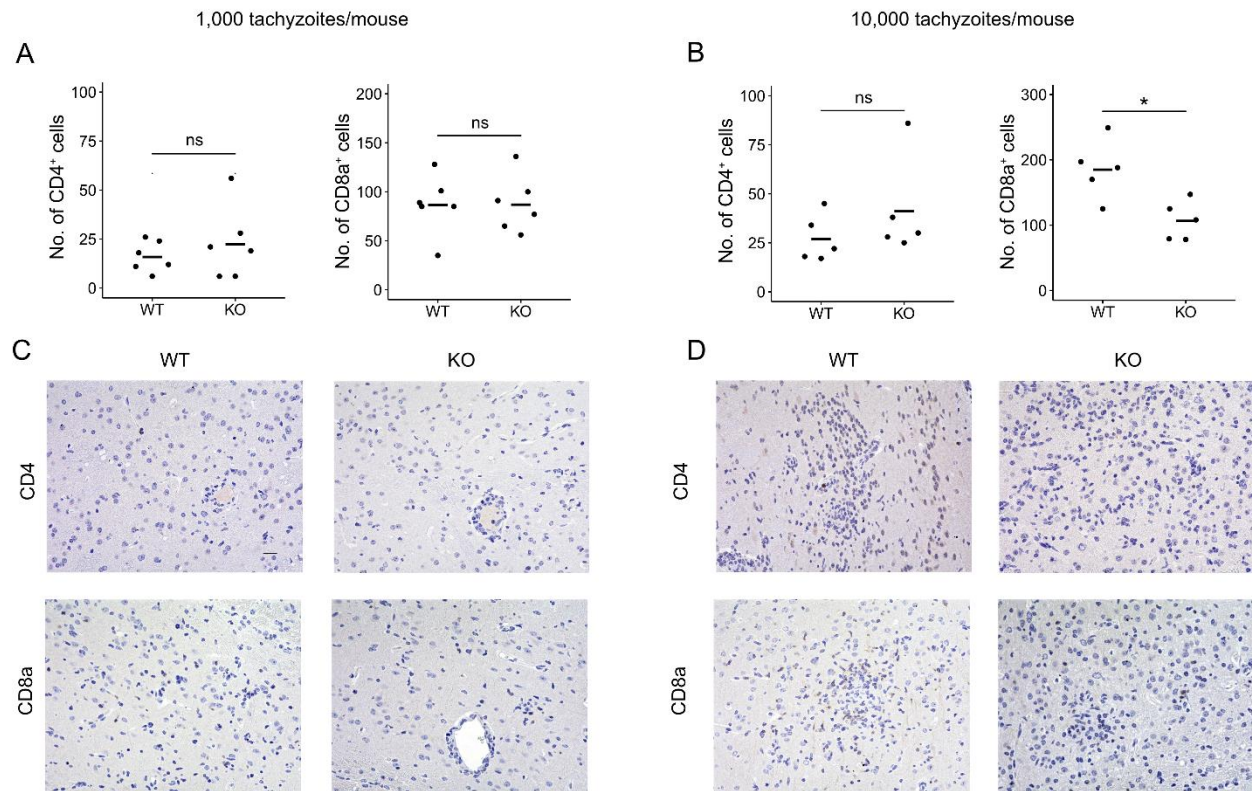 1,000 tachyzoites/mouse
10,000 tachyzoites/mouse
A
B
No. of CD4⁺ cells
100
75
50
25
0
ns
WT
KO
No. of CD8a⁺ cells
200
150
100
50
0
ns
WT
KO
No. of CD4⁺ cells
100
75
50
25
0
ns
WT
KO
No. of CD8a⁺ cells
300
200
100
0
*
WT
KO
C
WT
KO
D
WT
KO
CD4
CD4
CD8a
CD8a